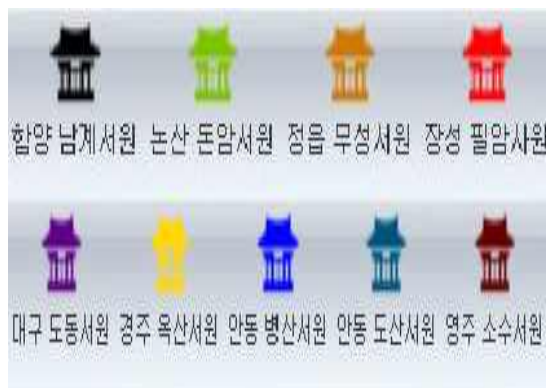 함양 남계서원 논산 돈암서원 정읍 무성서원 장성 필암사원
대구 도동서원 경주 옥산서원 안동 병산서원 안동 도산서원 영주 소수서원